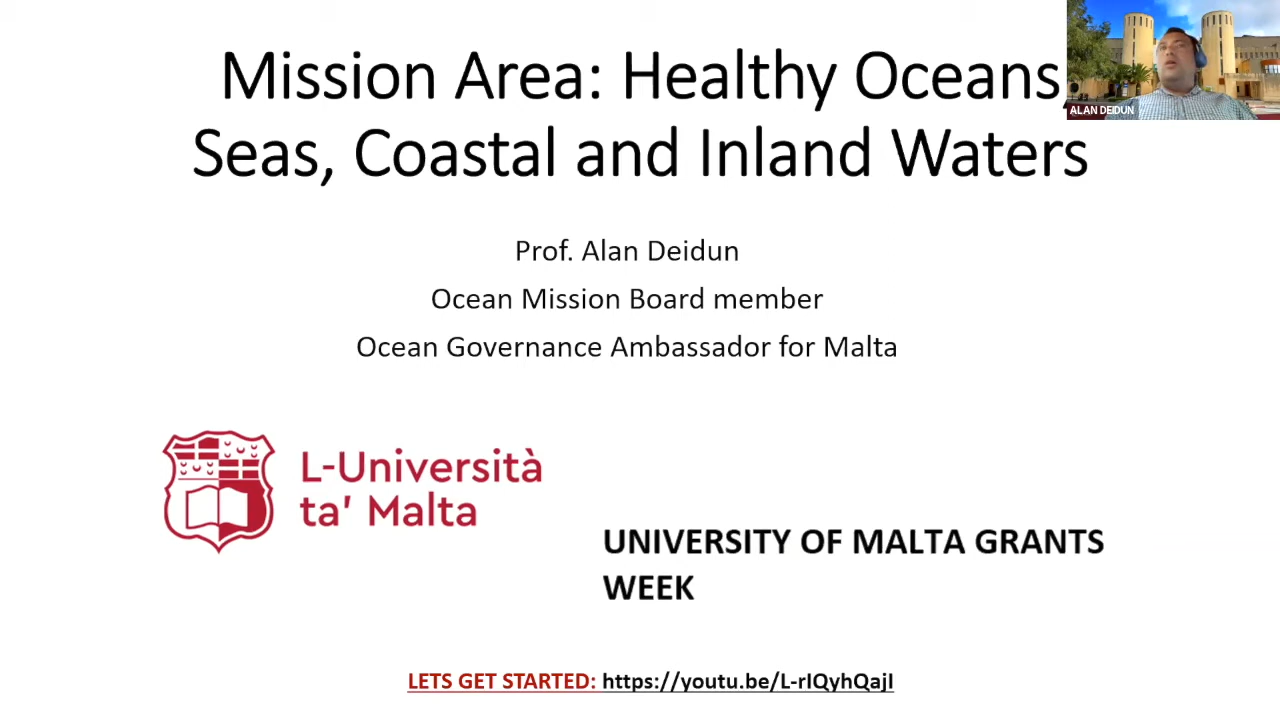 Mission Area: Healthy Oceans,
Seas, Coastal and Inland Waters
ALAN DEIDUN
Prof. Alan Deidun
Ocean Mission Board member
Ocean Governance Ambassador for Malta
L-Università
ta' Malta
UNIVERSITY OF MALTA GRANTS
WEEK
LETS GET STARTED: https://youtu.be/L-rIQyhQajI